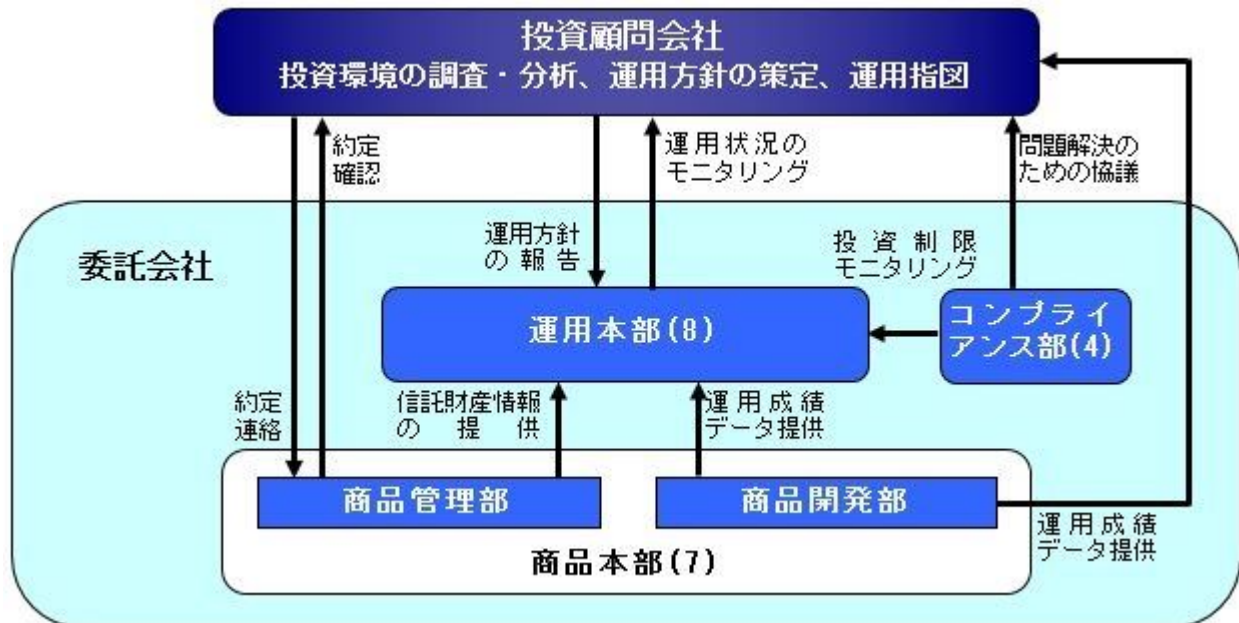 投資顧問会社
投資環境の調査・分析、運用方針の策定、運用指図
約定
確認
運用状況の
モニタリング
問題解決の
ための協議
委託会社
運用方針
の報告
投資制限
モニタリング
運用本部(8)
コンプライ
アンス部(4)
約定
連絡
信託財産情報
の提供
運用成績
データ提供
商品管理部
商品開発部
運用成績
データ提供
商品本部(7)